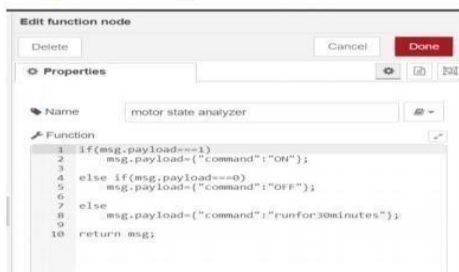 Edit function node
Delete
Cancel
Done
Properties
Name
motor state analyzer
Function
1 if(msg.payload===1)
2 msg.payload={"command":"ON"};
3
4 else if(msg.payload===0)
5 msg.payload={"command":"OFF"};
6
7 else
8 msg.payload={"command":"runfor30minutes"};
9
10 return msg;